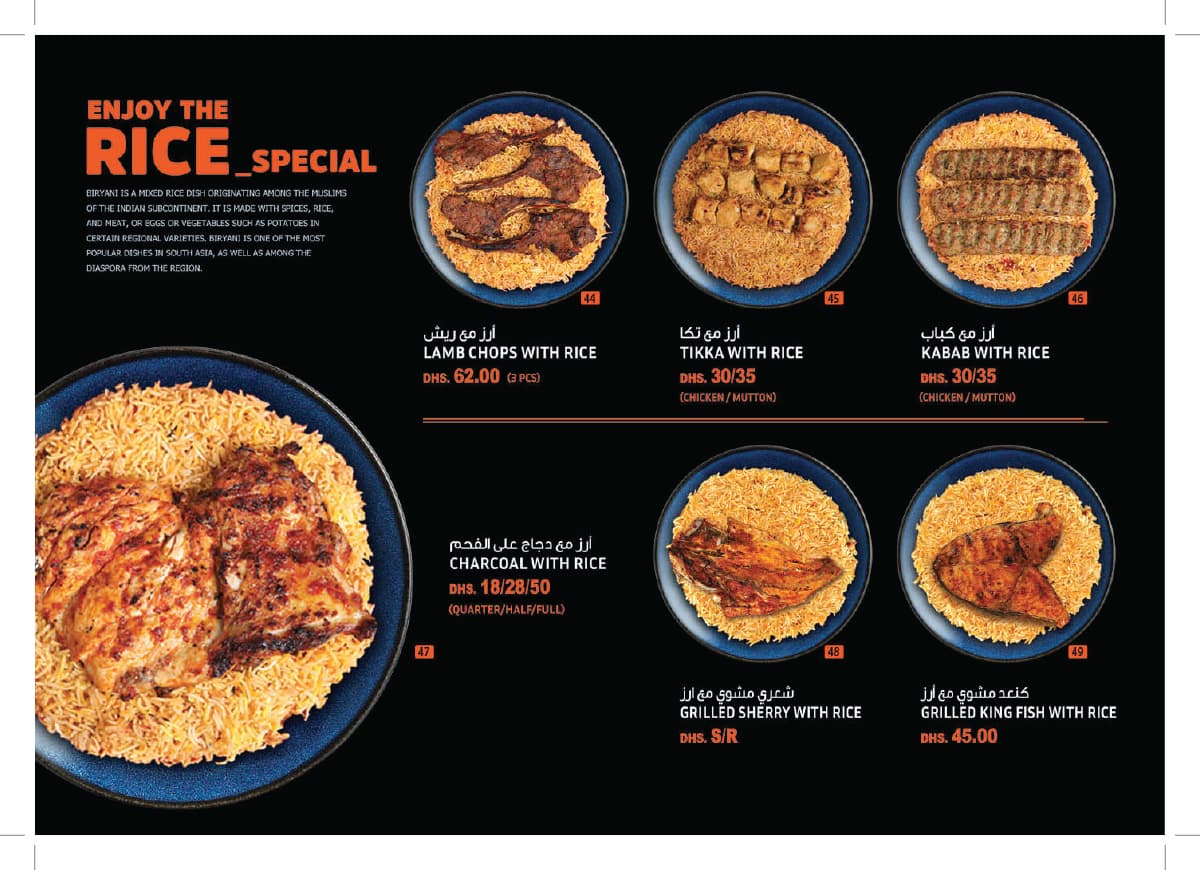 ENJOY THE
RICE_SPECIAL
BIRYANI IS A MIXED RICE DISH ORIGINATING AMONG THE MUSLIMS
OF THE INDIAN SUBCONTINENT. IT IS MADE WITH SPICES, RICE,
AND MEAT, OR EGGS OR VEGETABLES SUCH AS POTATOES IN
CERTAIN REGIONAL VARIETIES. BIRYANI IS ONE OF THE MOST
POPULAR DISHES IN SOUTH ASIA, AS WELL AS AMONG THE
DIASPORA FROM THE REGION.
44
أرز مع ريش
LAMB CHOPS WITH RICE
DHS. 62.00 (3 PCS)
45
أرز مع تكا
TIKKA WITH RICE
DHS. 30/35
(CHICKEN / MUTTON)
46
أرز مع كباب
KABAB WITH RICE
DHS. 30/35
(CHICKEN / MUTTON)
أرز مع دجاج على الفحم
CHARCOAL WITH RICE
DHS. 18/28/50
(QUARTER/HALF/FULL)
47
48
شعري مشوي مع ارز
GRILLED SHERRY WITH RICE
DHS. S/R
49
كنعد مشوي مع أرز
GRILLED KING FISH WITH RICE
DHS. 45.00